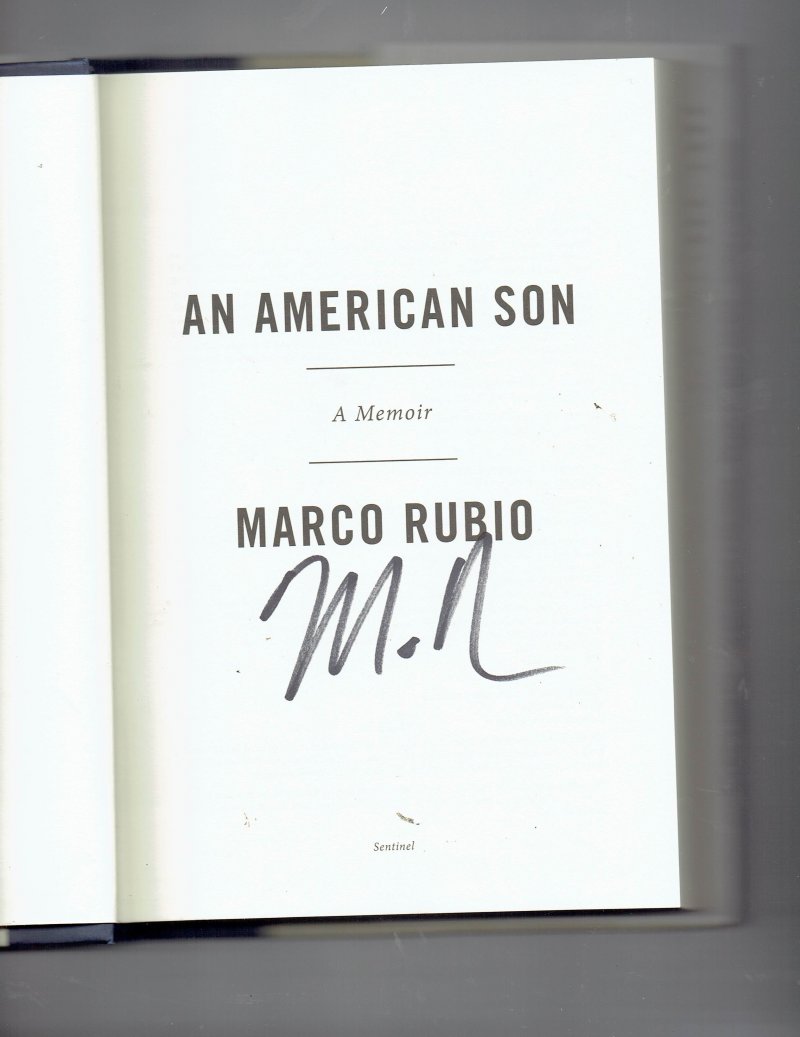 AN AMERICAN SON
A Memoir
MARCO RUBIO
M.R
Sentinel